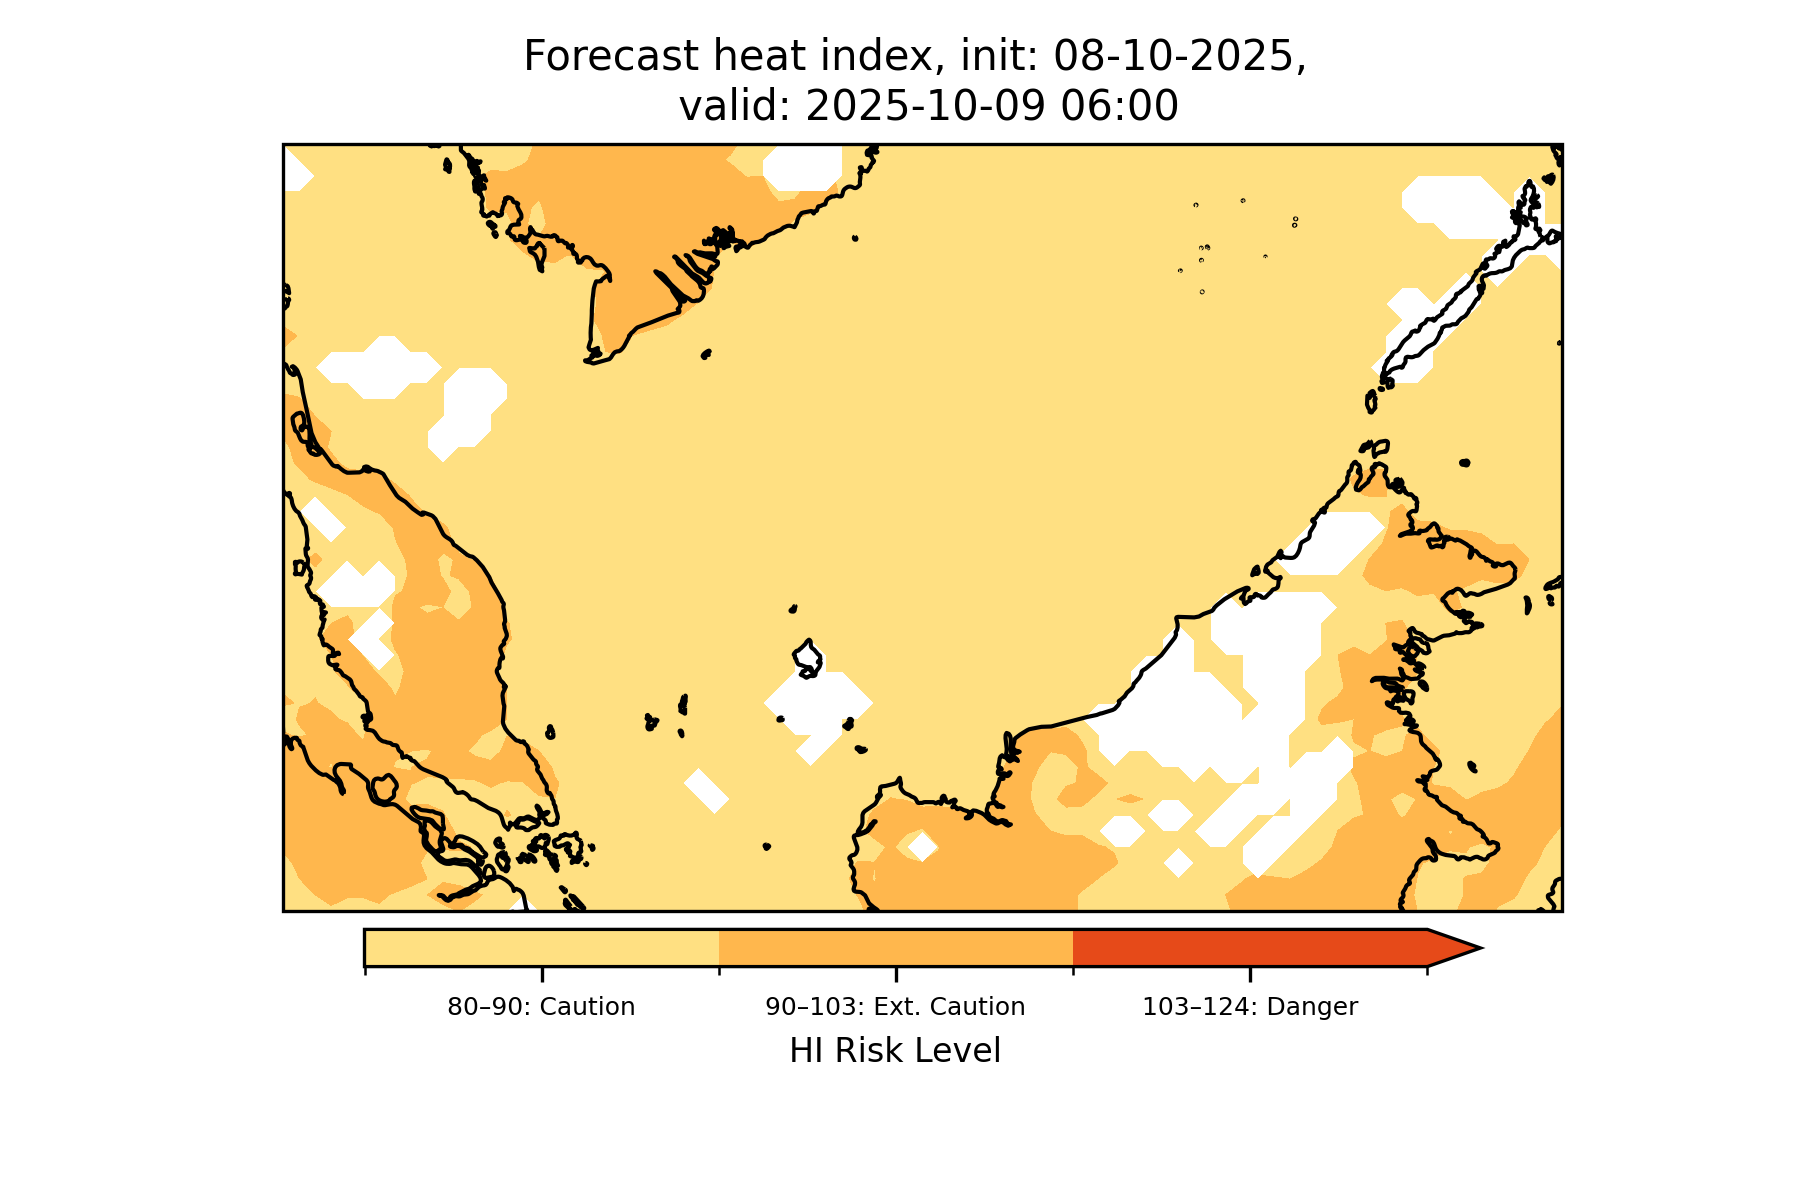 Forecast heat index, init: 08-10-2025,
valid: 2025-10-09 06:00
80–90: Caution
90–103: Ext. Caution
103–124: Danger
HI Risk Level